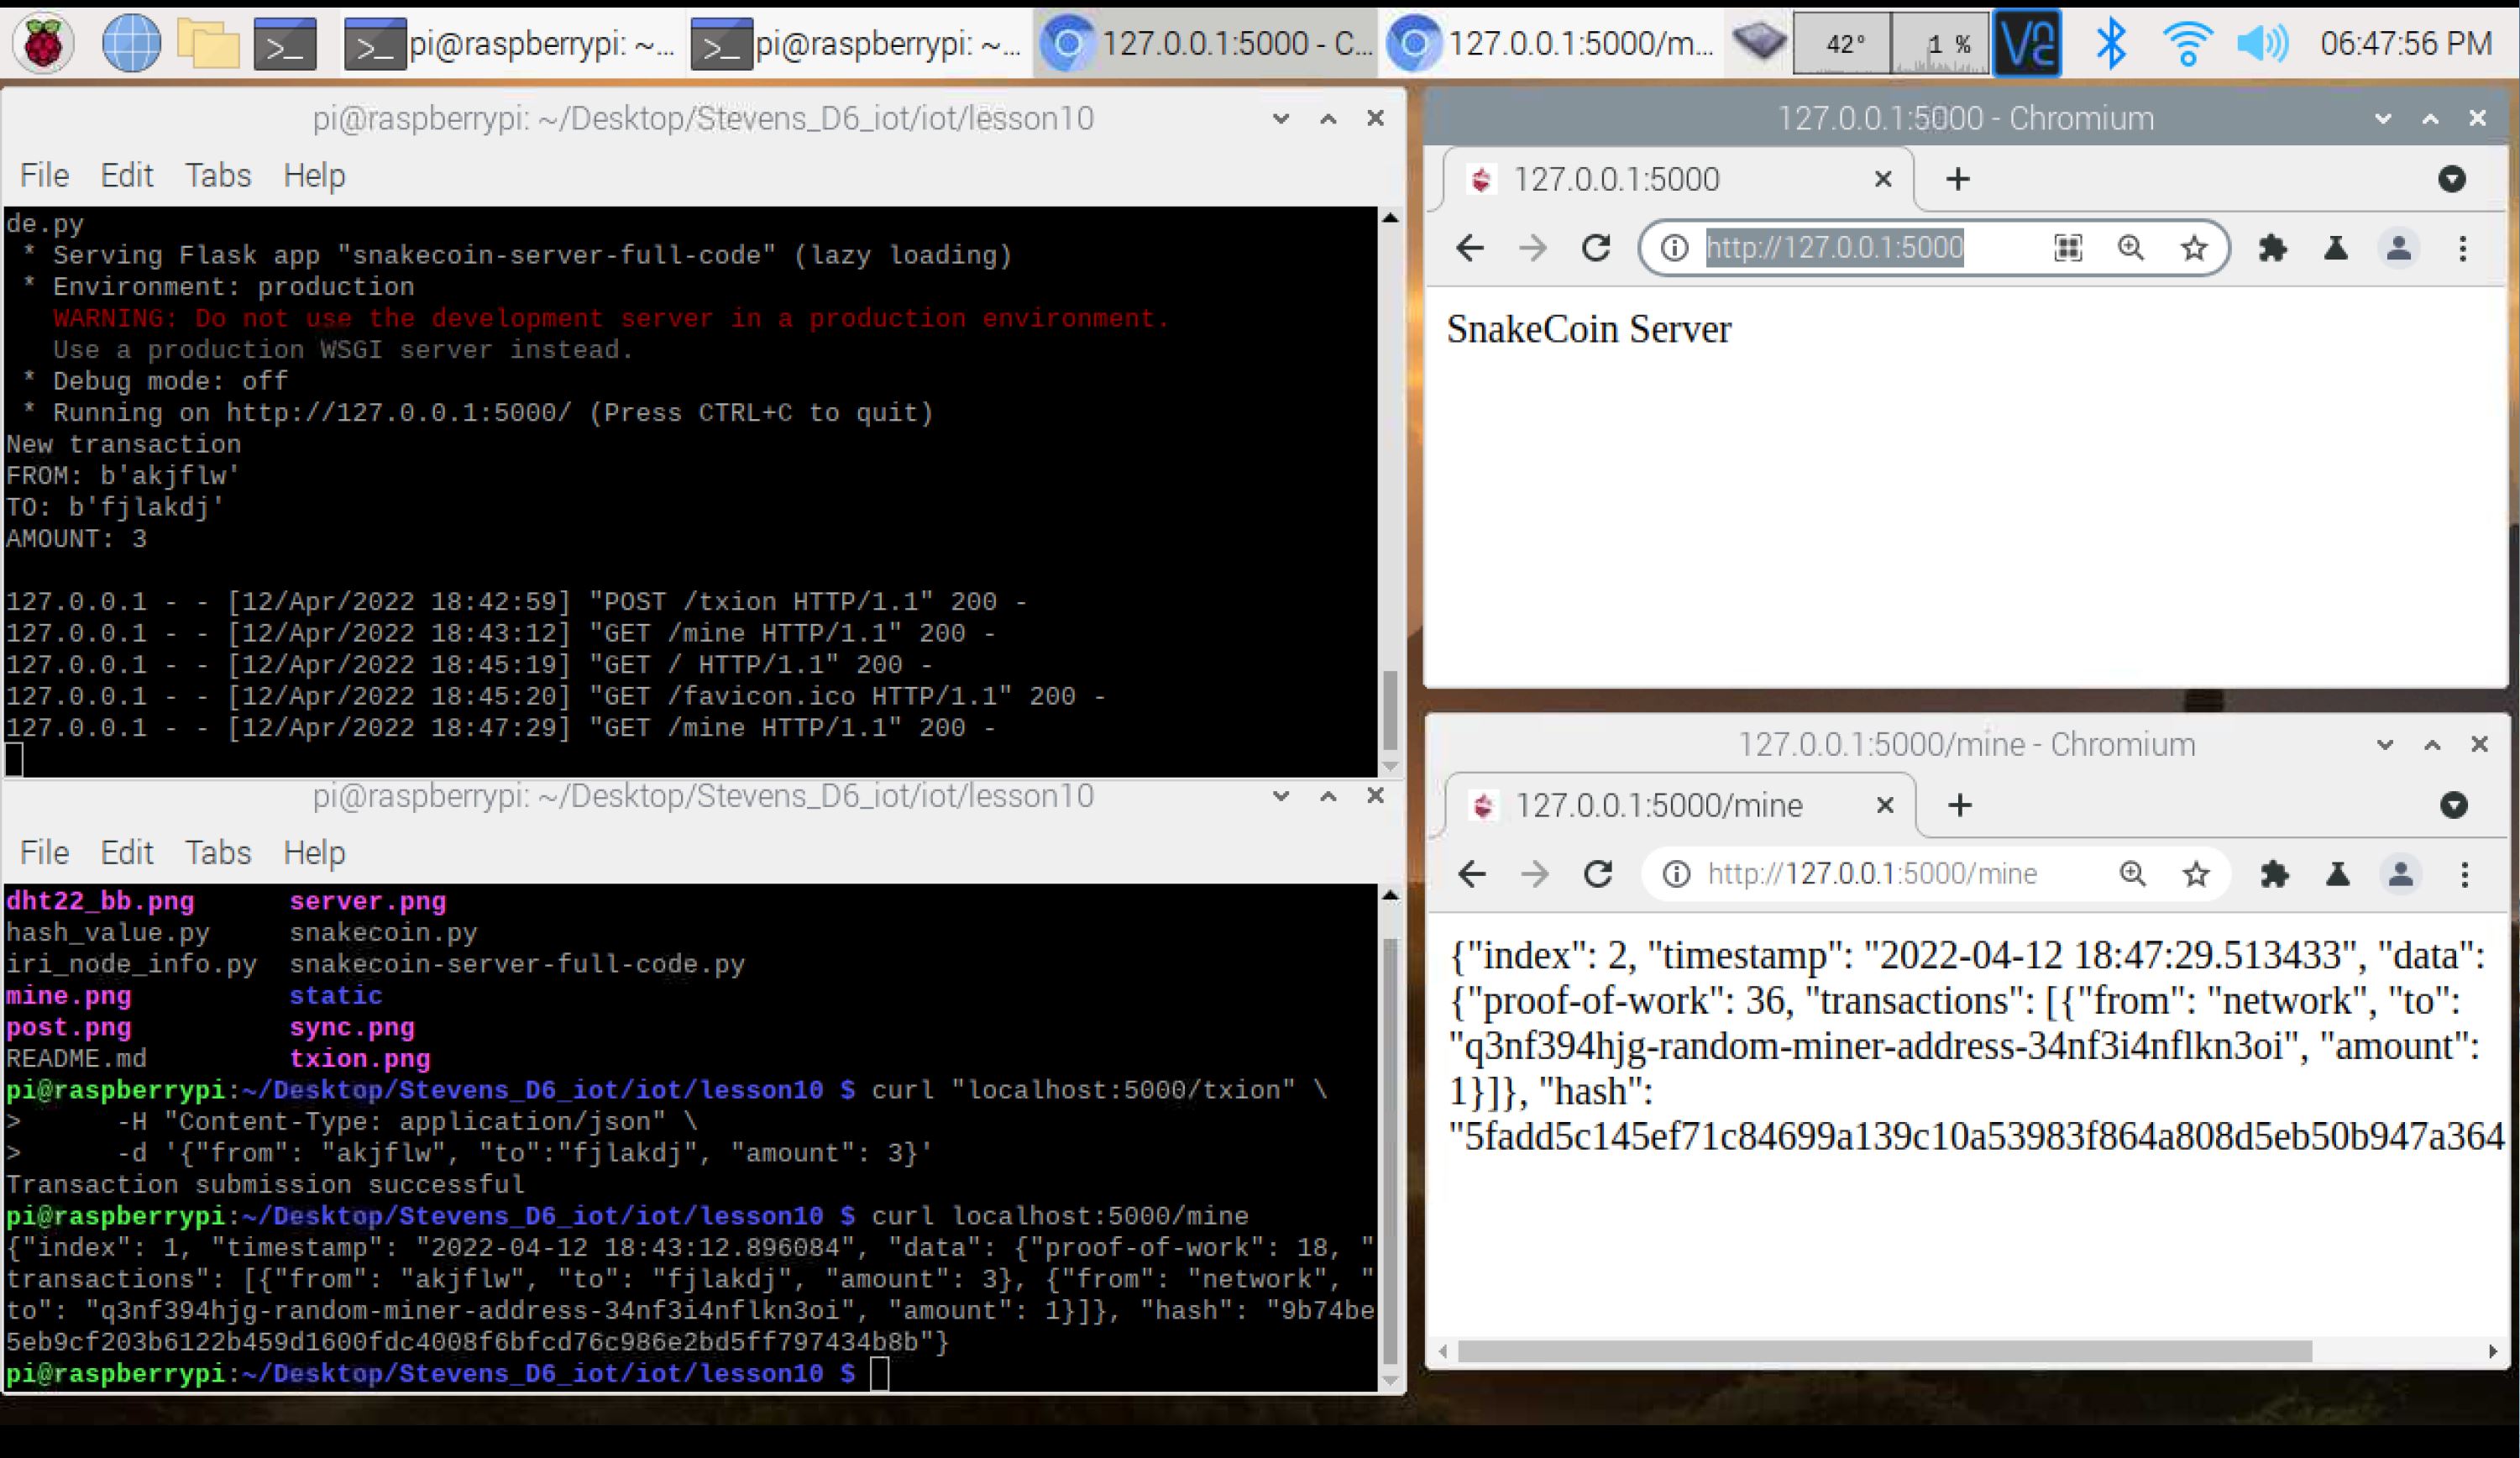 pi@raspberrypi: ~...
pi@raspberrypi: ~...
127.0.0.1:5000 - C...
127.0.0.1:5000/m...
42°
1 %
V2
06:47:56 PM
pi@raspberrypi: ~/Desktop/Stevens_D6_iot/iot/lesson10
File Edit Tabs Help
de.py
 * Serving Flask app "snakecoin-server-full-code" (lazy loading)
 * Environment: production
   WARNING: Do not use the development server in a production environment.
   Use a production WSGI server instead.
 * Debug mode: off
 * Running on http://127.0.0.1:5000/ (Press CTRL+C to quit)
New transaction
FROM: b'akjflw'
TO: b'fjlakdj'
AMOUNT: 3
127.0.0.1 - - [12/Apr/2022 18:42:59] "POST /txion HTTP/1.1" 200 -
127.0.0.1 - - [12/Apr/2022 18:43:12] "GET /mine HTTP/1.1" 200 -
127.0.0.1 - - [12/Apr/2022 18:45:19] "GET / HTTP/1.1" 200 -
127.0.0.1 - - [12/Apr/2022 18:45:20] "GET /favicon.ico HTTP/1.1" 200 -
127.0.0.1 - - [12/Apr/2022 18:47:29] "GET /mine HTTP/1.1" 200 -
pi@raspberrypi: ~/Desktop/Stevens_D6_iot/iot/lesson10
File Edit Tabs Help
dht22_bb.png server.png
hash_value.py snakecoin.py
iri_node_info.py snakecoin-server-full-code.py
mine.png static
post.png sync.png
README.md txion.png
pi@raspberrypi:~/Desktop/Stevens_D6_iot/iot/lesson10 $ curl "localhost:5000/txion" \
>      -H "Content-Type: application/json" \
>      -d '{"from": "akjflw", "to":"fjlakdj", "amount": 3}'
Transaction submission successful
pi@raspberrypi:~/Desktop/Stevens_D6_iot/iot/lesson10 $ curl localhost:5000/mine
{"index": 1, "timestamp": "2022-04-12 18:43:12.896084", "data": {"proof-of-work": 18, "
transactions": [{"from": "akjflw", "to": "fjlakdj", "amount": 3}, {"from": "network", "
to": "q3nf394hjg-random-miner-address-34nf3i4nflkn3oi", "amount": 1}]}, "hash": "9b74be
5eb9cf203b6122b459d1600fdc4008f6bfcd76c986e2bd5ff797434b8b"}
pi@raspberrypi:~/Desktop/Stevens_D6_iot/iot/lesson10 $
127.0.0.1:5000 - Chromium
127.0.0.1:5000
http://127.0.0.1:5000
SnakeCoin Server
127.0.0.1:5000/mine - Chromium
127.0.0.1:5000/mine
http://127.0.0.1:5000/mine
{"index": 2, "timestamp": "2022-04-12 18:47:29.513433", "data":
{"proof-of-work": 36, "transactions": [{"from": "network", "to":
"q3nf394hjg-random-miner-address-34nf3i4nflkn3oi", "amount":
1}]}, "hash":
"5fadd5c145ef71c84699a139c10a53983f864a808d5eb50b947a364